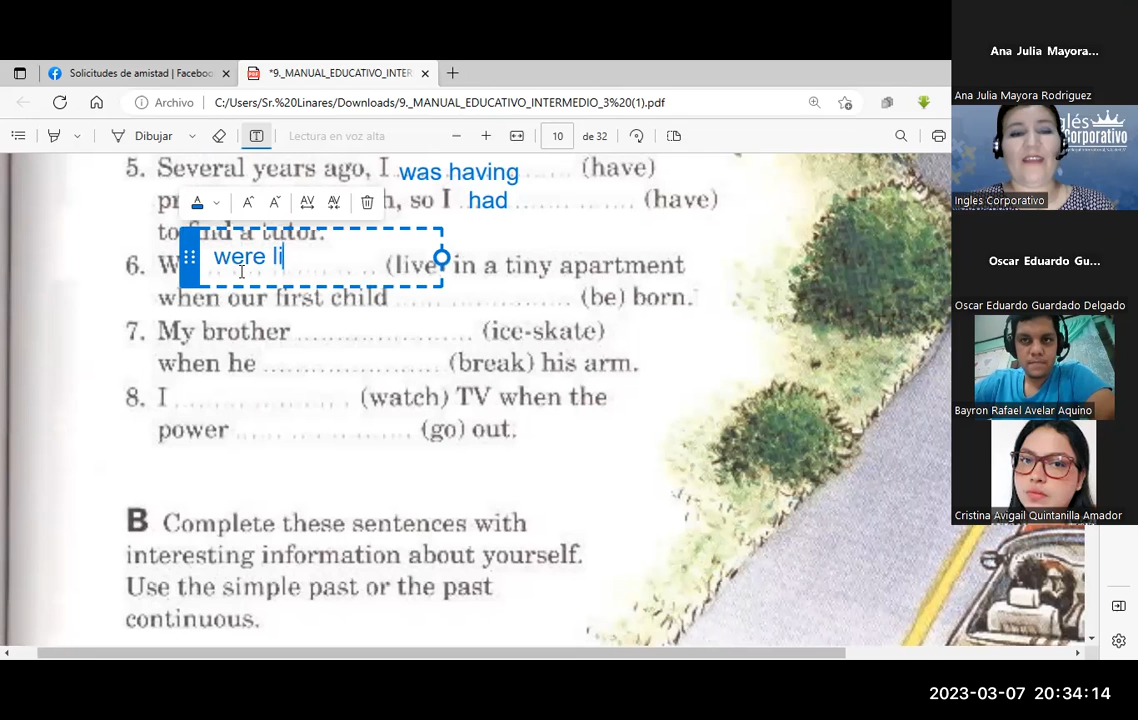 Solicitudes de amistad | Faceboo
*9._MANUAL_EDUCATIVO_INTER
Archivo
C:/Users/Sr.%20Linares/Downloads/9._MANUAL_EDUCATIVO_INTERMEDIO_3%20(1).pdf
Dibujar
Lectura en voz alta
10 de 32
5. Several years ago, I was having (have)
h, so I had (have)
to find a tutor.
6. W were li (live) in a tiny apartment
when our first child .................... (be) born.
7. My brother .................... (ice-skate)
when he .................... (break) his arm.
8. I .................... (watch) TV when the
power .................... (go) out.
B Complete these sentences with
interesting information about yourself.
Use the simple past or the past
continuous.
Ana Julia Mayora...
Ana Julia Mayora Rodriguez
glés
Corporativo
Ingles Corporativo
Oscar Eduardo Gu...
Oscar Eduardo Guardado Delgado
Bayron Rafael Avelar Aquino
Cristina Avigail Quintanilla Amador
2023-03-07 20:34:14